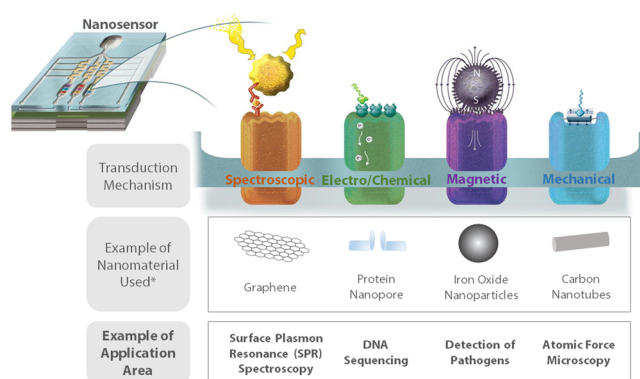 Nanosensor
N
S
e
e
Transduction
Mechanism
Spectroscopic
Electro/Chemical
Magnetic
Mechanical
Example of
Nanomaterial
Used*
Graphene
Protein
Nanopore
Iron Oxide
Nanoparticles
Carbon
Nanotubes
Example of
Application
Area
Surface Plasmon
Resonance (SPR)
Spectroscopy
DNA
Sequencing
Detection of
Pathogens
Atomic Force
Microscopy